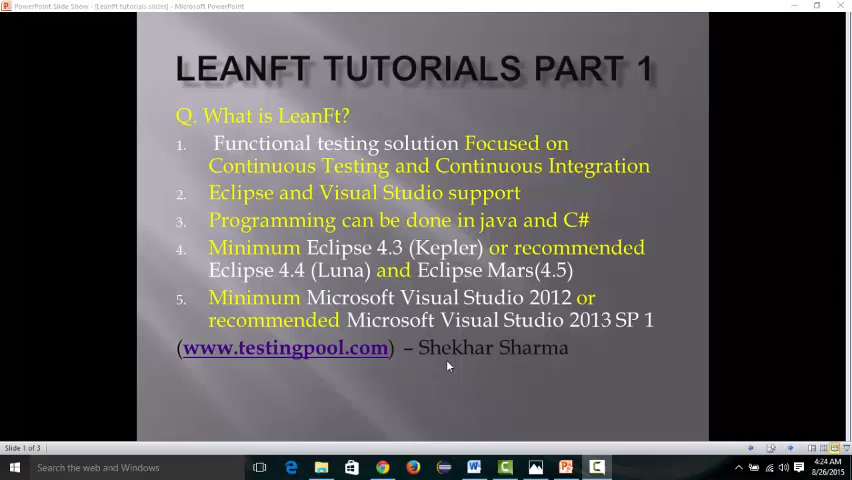 PowerPoint Slide Show - [LeanFt tutorials.slides] - Microsoft PowerPoint
LEANFT TUTORIALS PART 1
Q. What is LeanFt?
1. Functional testing solution Focused on
Continuous Testing and Continuous Integration
2. Eclipse and Visual Studio support
3. Programming can be done in java and C#
4. Minimum Eclipse 4.3 (Kepler) or recommended
Eclipse 4.4 (Luna) and Eclipse Mars(4.5)
5. Minimum Microsoft Visual Studio 2012 or
recommended Microsoft Visual Studio 2013 SP 1
(www.testingpool.com) – Shekhar Sharma
Slide 1 of 3
Search the web and Windows
4:24 AM
8/26/2015